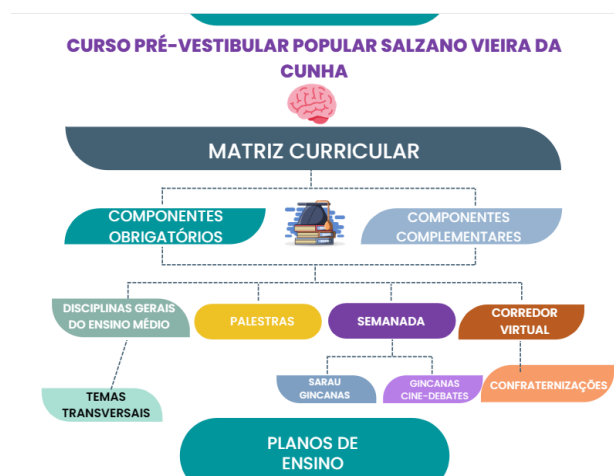 CURSO PRÉ-VESTIBULAR POPULAR SALZANO VIEIRA DA
CUNHA
MATRIZ CURRICULAR
COMPONENTES
OBRIGATÓRIOS
COMPONENTES
COMPLEMENTARES
DISCIPLINAS GERAIS
DO ENSINO MÉDIO
PALESTRAS
SEMANADA
CORREDOR
VIRTUAL
TEMAS
TRANSVERSAIS
SARAU
GINCANAS
GINCANAS
CINE-DEBATES
CONFRATERNIZAÇÕES
PLANOS DE
ENSINO